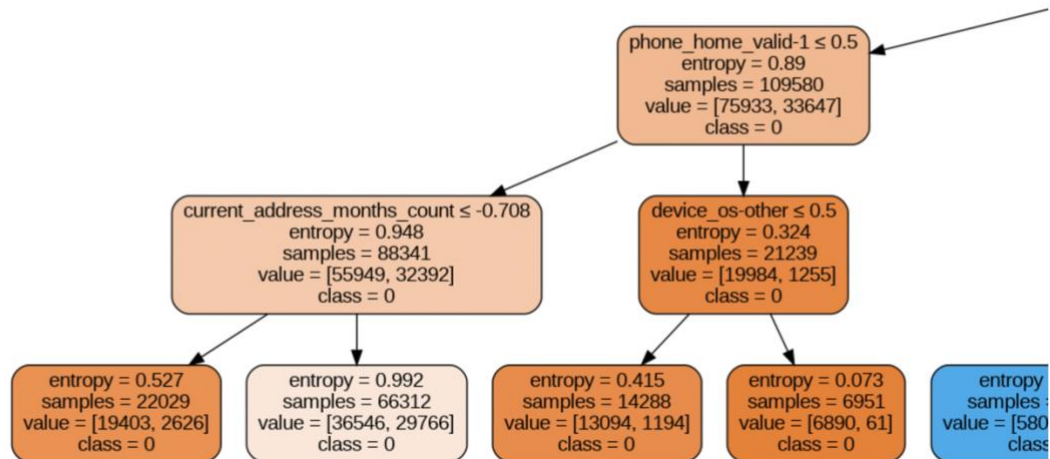 phone_home_valid-1 ≤ 0.5
entropy = 0.89
samples = 109580
value = [75933, 33647]
class = 0
current_address_months_count ≤ -0.708
entropy = 0.948
samples = 88341
value = [55949, 32392]
class = 0
device_os-other ≤ 0.5
entropy = 0.324
samples = 21239
value = [19984, 1255]
class = 0
entropy = 0.527
samples = 22029
value = [19403, 2626]
class = 0
entropy = 0.992
samples = 66312
value = [36546, 29766]
class = 0
entropy = 0.415
samples = 14288
value = [13094, 1194]
class = 0
entropy = 0.073
samples = 6951
value = [6890, 61]
class = 0
entropy
samples =
value = [580
class